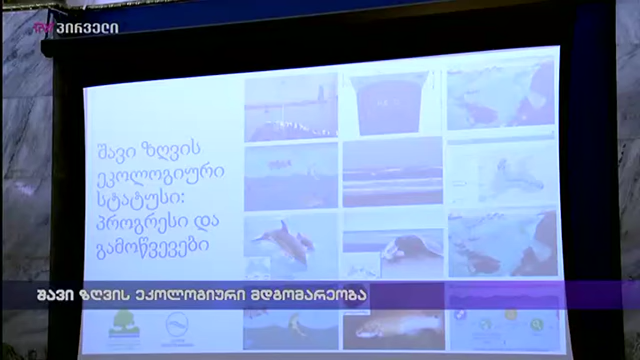 პირველი
შავი ზღვის
ეკოლოგიური
სტატუსი:
პროგრესი და
გამოწვევები
შავი ზღვის ეკოლოგიური მდგომარეობა